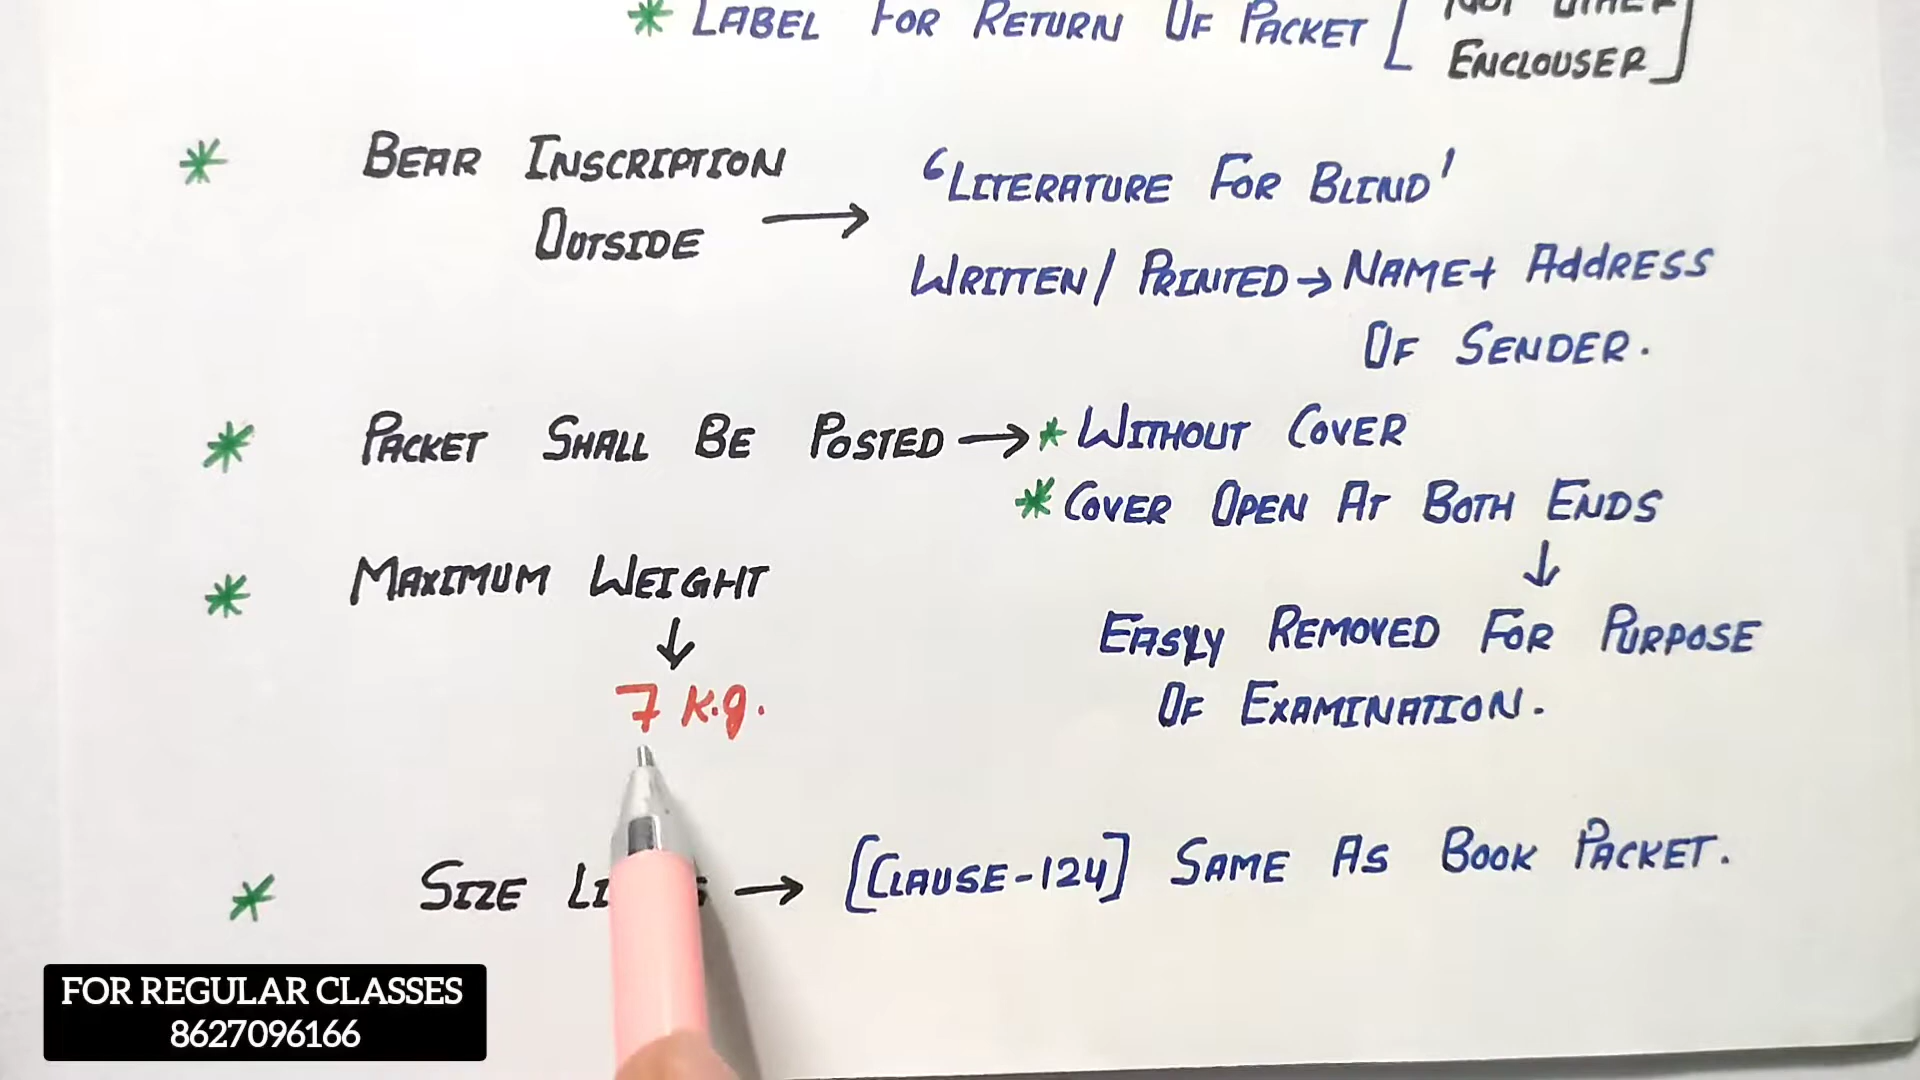 * LABEL FOR RETURN OF PACKET [
ENCLOUSER]
* BEAR INSCRIPTION
OUTSIDE → 'LITERATURE FOR BLIND'
WRITTEN/ PRINTED → NAME + ADDRESS
OF SENDER.
* PACKET SHALL BE POSTED → * WITHOUT COVER
* COVER OPEN AT BOTH ENDS
↓
EASLY REMOVED FOR PURPOSE
OF EXAMINATION.
* MAXIMUM WEIGHT
↓
7 K.g.
* SIZE → [CLAUSE-124] SAME AS BOOK PACKET.
FOR REGULAR CLASSES
8627096166